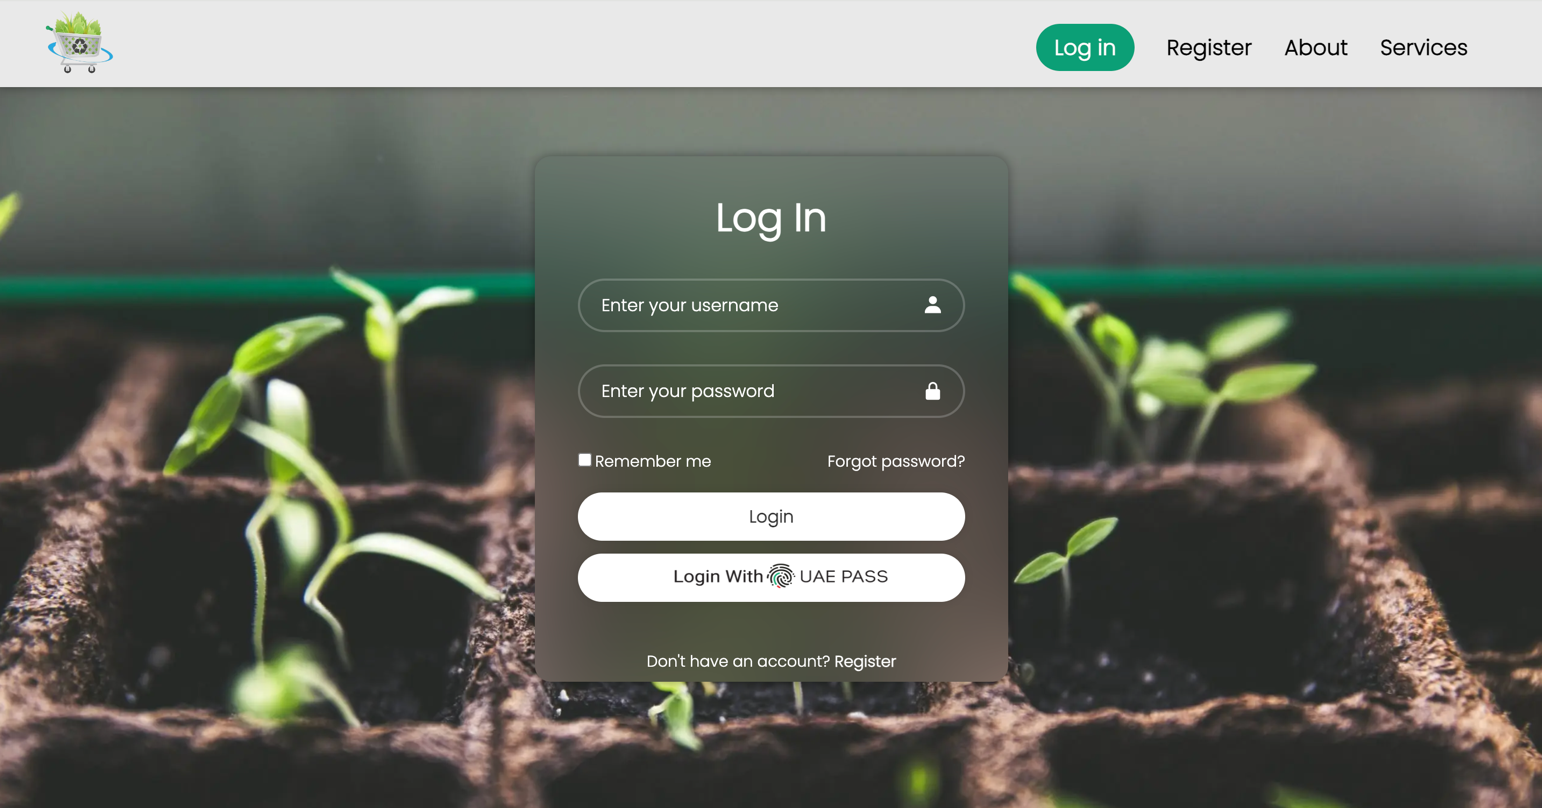 Log in Register About Services
Log In
Enter your username
Enter your password
Remember me Forgot password?
Login
Login With UAE PASS
Don't have an account? Register